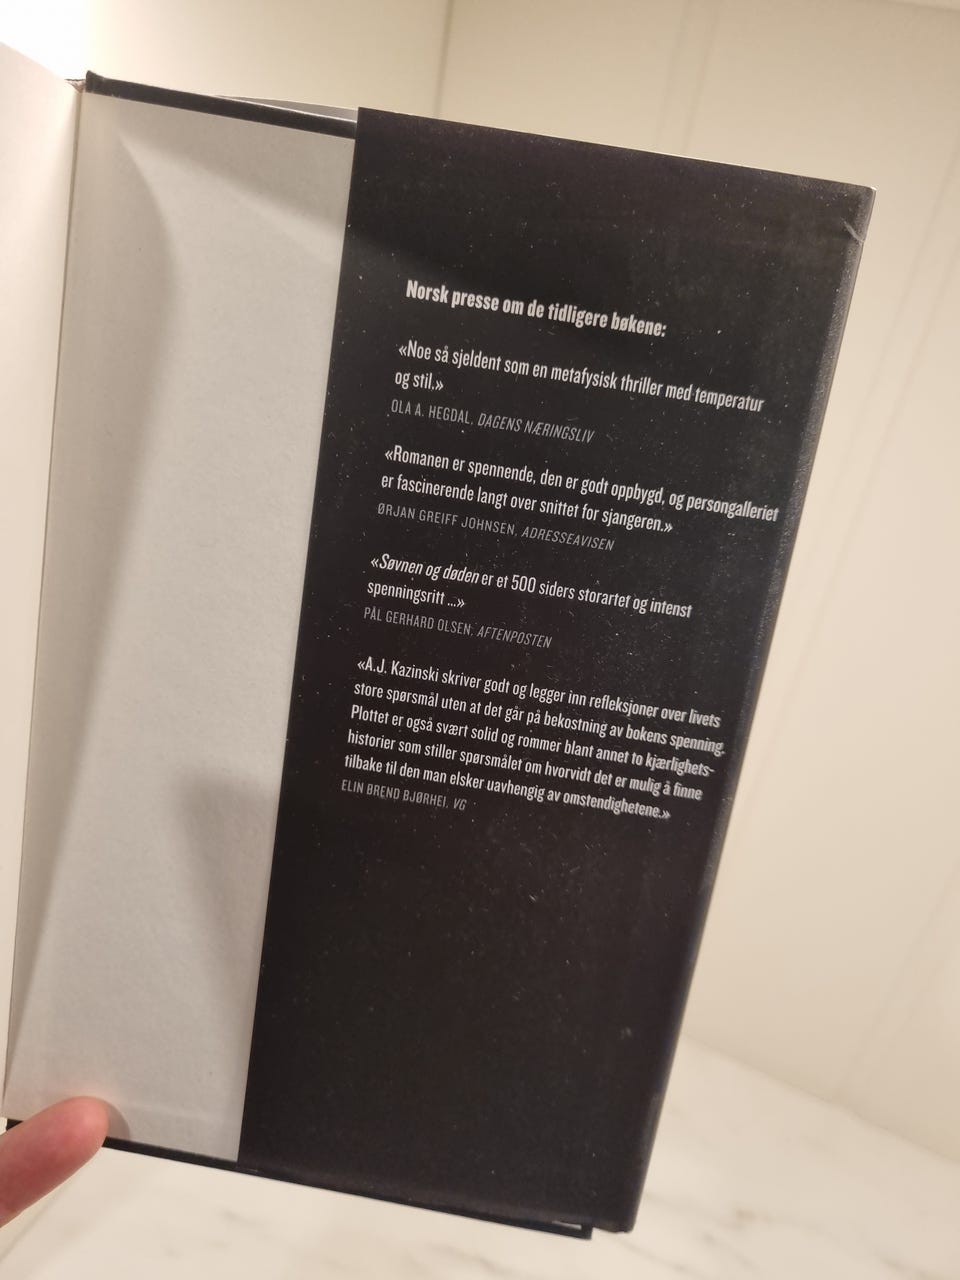 Norsk presse om de tidligere bøkene:
«Noe så sjeldent som en metafysisk thriller med temperatur
og stil.»
OLA A. HEGDAL, DAGENS NÆRINGSLIV
«Romanen er spennende, den er godt oppbygd, og persongalleriet
er fascinerende langt over snittet for sjangeren.»
ØRJAN GREIFF JOHNSEN, ADRESSEAVISEN
«Søvnen og døden er et 500 siders storartet og intenst
spenningsritt ...»
PÅL GERHARD OLSEN, AFTENPOSTEN
«A.J. Kazinski skriver godt og legger inn refleksjoner over livets
store spørsmål uten at det går på bekostning av bokens spenning.
Plottet er også svært solid og rommer blant annet to kjærlighets-
historier som stiller spørsmålet om hvorvidt det er mulig å finne
tilbake til den man elsker uavhengig av omstendighetene.»
ELIN BREND BJØRHEI, VG